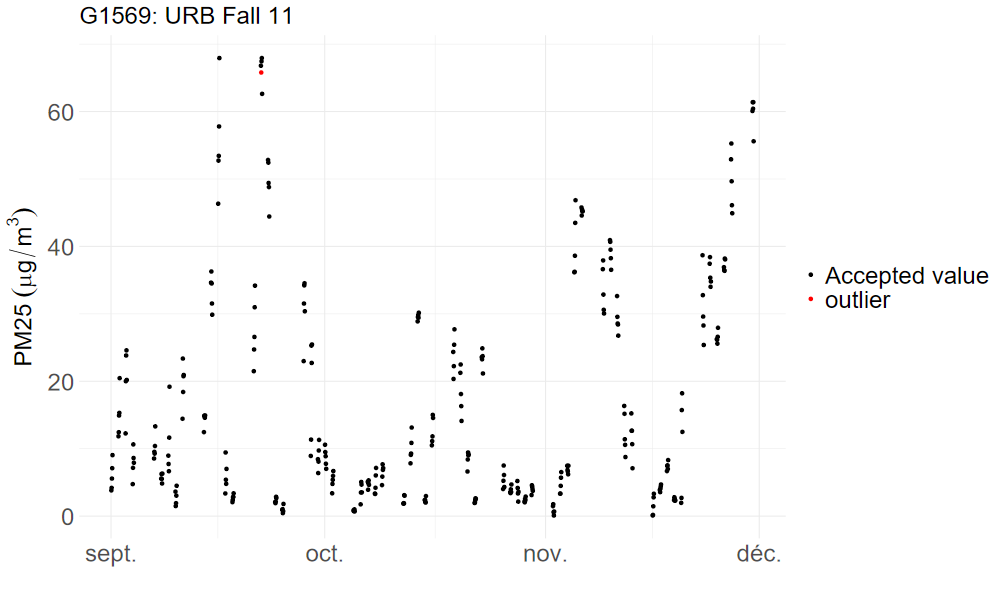 G1569: URB Fall 11
PM25 (μg/m³)
60
40
20
0
sept. oct. nov. déc.
Accepted value
outlier